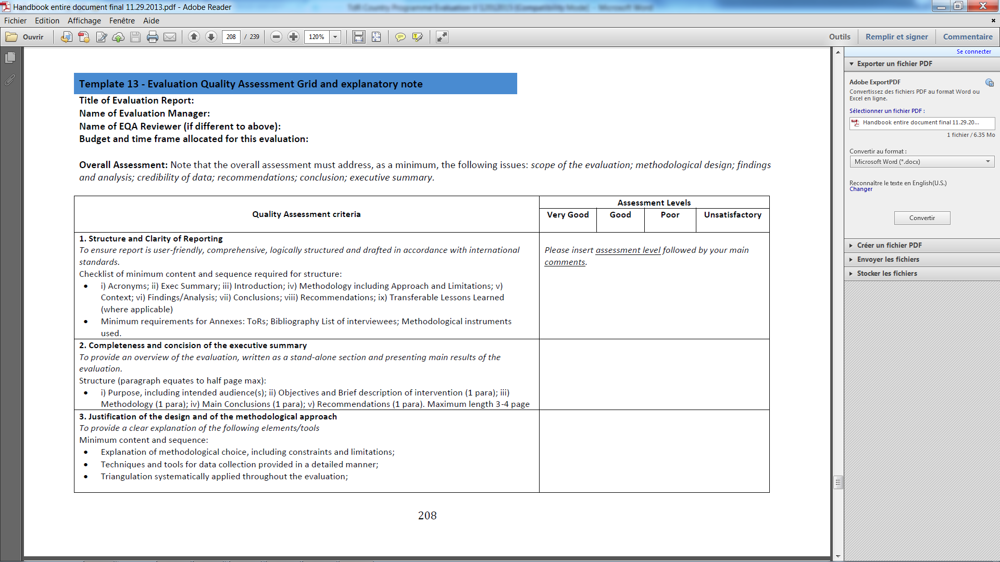 Handbook entire document final 11.29.2013.pdf - Adobe Reader
Fichier Edition Affichage Fenêtre Aide
Ouvrir 208 / 239 120% Outils Remplir et signer Commentaire
Template 13 - Evaluation Quality Assessment Grid and explanatory note
Title of Evaluation Report:
Name of Evaluation Manager:
Name of EQA Reviewer (if different to above):
Budget and time frame allocated for this evaluation:
Overall Assessment: Note that the overall assessment must address, as a minimum, the following issues: scope of the evaluation; methodological design; findings
and analysis; credibility of data; recommendations; conclusion; executive summary.
Quality Assessment criteria
Assessment Levels
Very Good Good Poor Unsatisfactory
1. Structure and Clarity of Reporting
To ensure report is user-friendly, comprehensive, logically structured and drafted in accordance with international
standards.
Checklist of minimum content and sequence required for structure:
• i) Acronyms; ii) Exec Summary; iii) Introduction; iv) Methodology including Approach and Limitations; v)
Context; vi) Findings/Analysis; vii) Conclusions; viii) Recommendations; ix) Transferable Lessons Learned
(where applicable)
• Minimum requirements for Annexes: ToRs; Bibliography List of interviewees; Methodological instruments
used.
Please insert assessment level followed by your main
comments.
2. Completeness and concision of the executive summary
To provide an overview of the evaluation, written as a stand-alone section and presenting main results of the
evaluation.
Structure (paragraph equates to half page max):
• i) Purpose, including intended audience(s); ii) Objectives and Brief description of intervention (1 para); iii)
Methodology (1 para); iv) Main Conclusions (1 para); v) Recommendations (1 para). Maximum length 3-4 page
3. Justification of the design and of the methodological approach
To provide a clear explanation of the following elements/tools
Minimum content and sequence:
• Explanation of methodological choice, including constraints and limitations;
• Techniques and tools for data collection provided in a detailed manner;
• Triangulation systematically applied throughout the evaluation;
208
Se connecter
Exporter un fichier PDF
Adobe ExportPDF
Convertissez des fichiers PDF au format Word ou
Excel en ligne.
Sélectionner un fichier PDF :
Handbook entire document final 11.29.20...
1 fichier / 6.35 Mo
Convertir au format :
Microsoft Word (*.docx)
Reconnaître le texte en English(U.S.)
Changer
Convertir
Créer un fichier PDF
Envoyer les fichiers
Stocker les fichiers